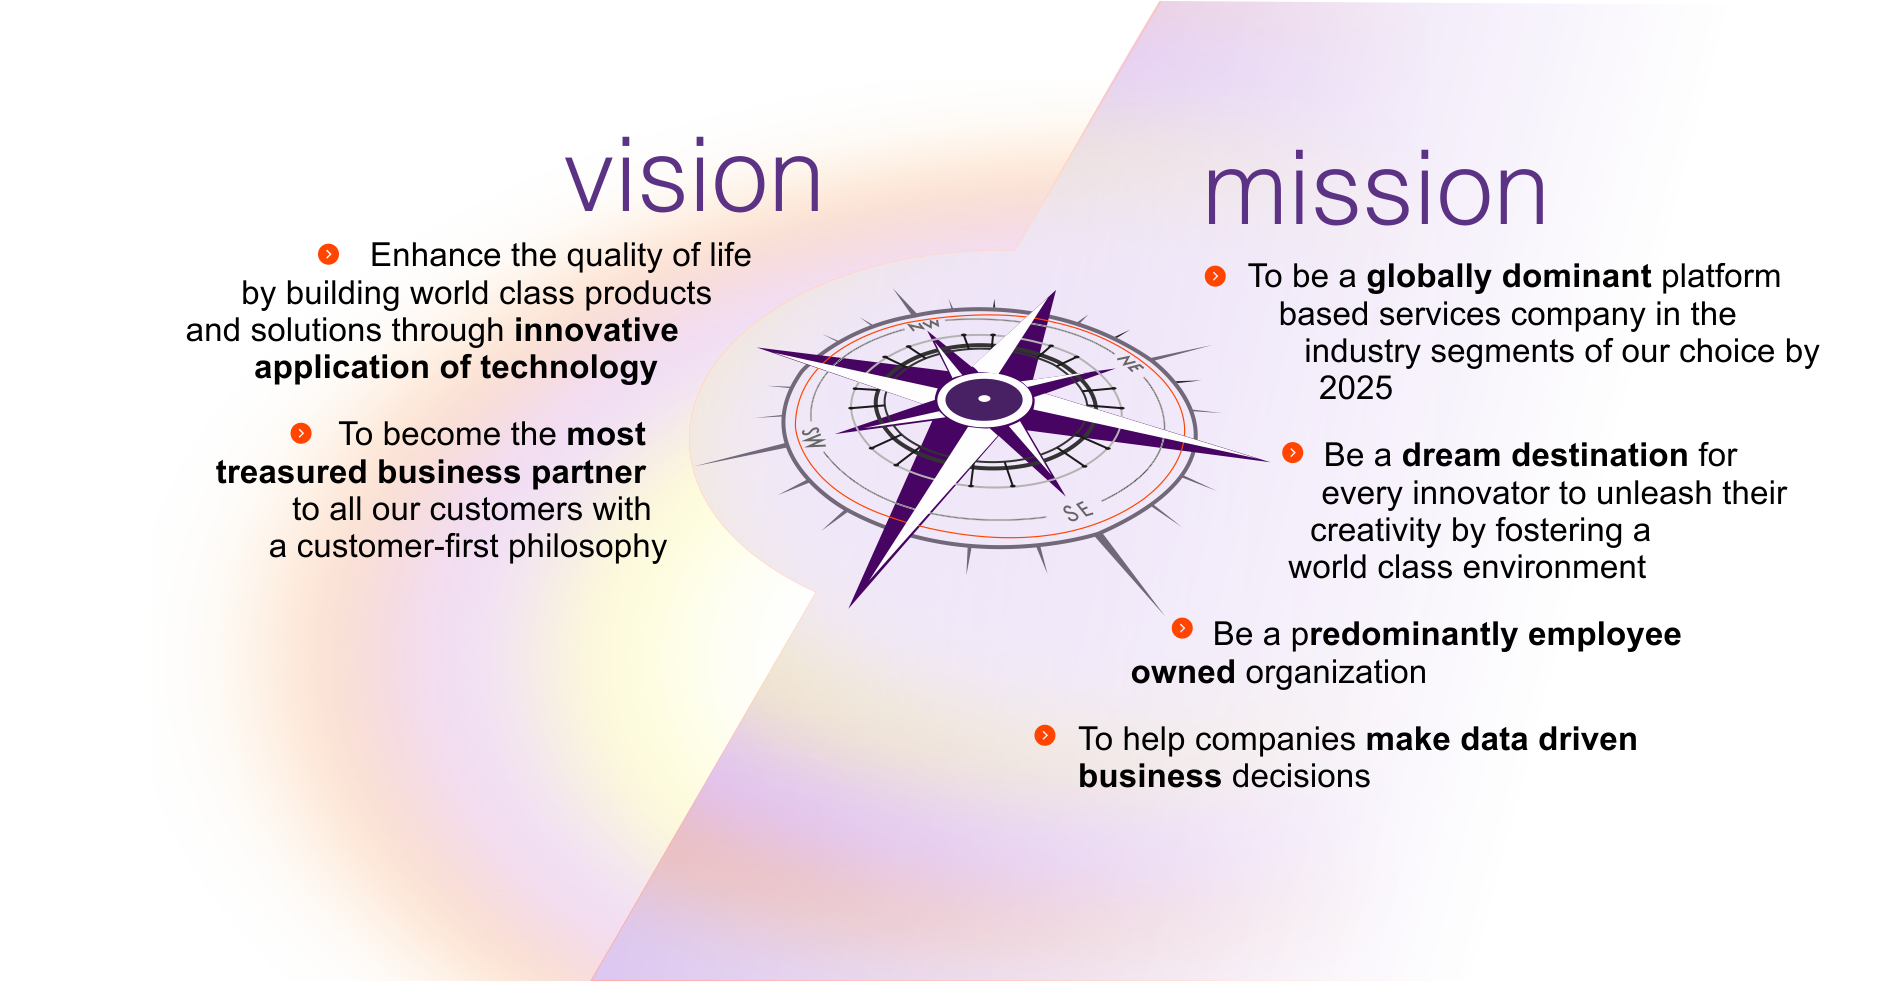 vision
Enhance the quality of life
by building world class products
and solutions through innovative
application of technology
To become the most
treasured business partner
to all our customers with
a customer-first philosophy
NW
NE
SW
SE
mission
To be a globally dominant platform
based services company in the
industry segments of our choice by
2025
Be a dream destination for
every innovator to unleash their
creativity by fostering a
world class environment
Be a predominantly employee
owned organization
To help companies make data driven
business decisions